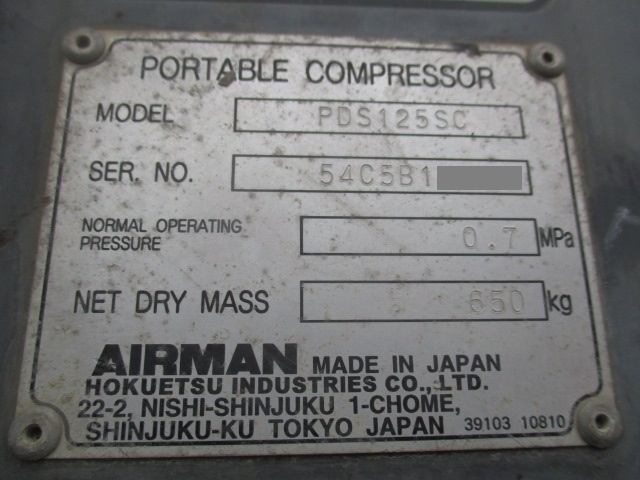 PORTABLE COMPRESSOR
MODEL PDS125SC
SER. NO. 54C5B1
NORMAL OPERATING
PRESSURE 0.7 MPa
NET DRY MASS 650 kg
AIRMAN MADE IN JAPAN
HOKUETSU INDUSTRIES CO., LTD.
22-2, NISHI-SHINJUKU 1-CHOME,
SHINJUKU-KU TOKYO JAPAN 39103 10810